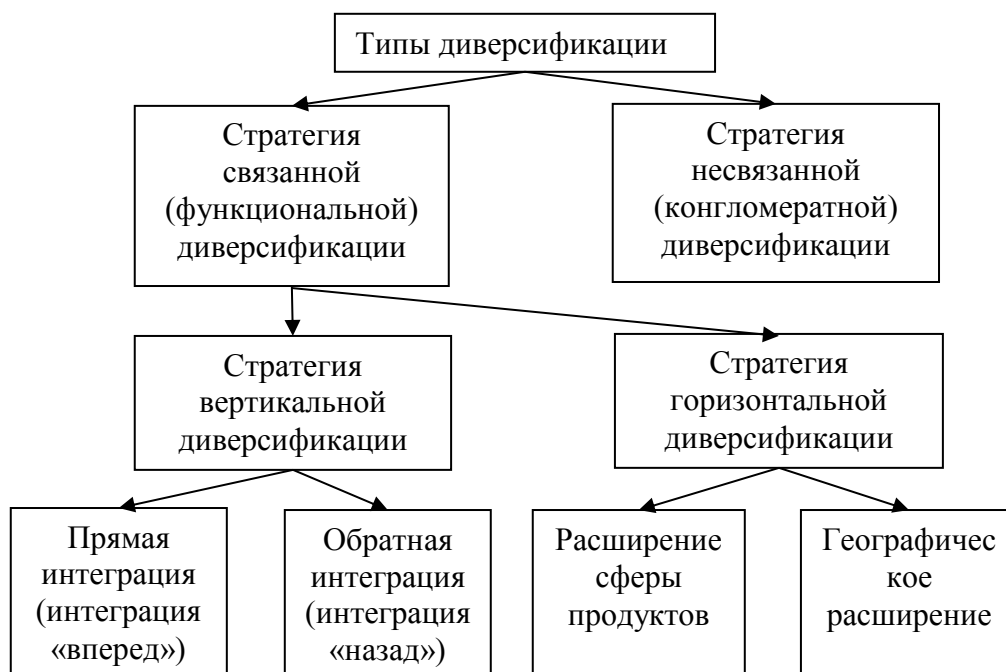 Типы диверсификации
Стратегия
связанной
(функциональной)
диверсификации
Стратегия
несвязанной
(конгломератной)
диверсификации
Стратегия
вертикальной
диверсификации
Стратегия
горизонтальной
диверсификации
Прямая
интеграция
(интеграция
«вперед»)
Обратная
интеграция
(интеграция
«назад»)
Расширение
сферы
продуктов
Географичес
кое
расширение